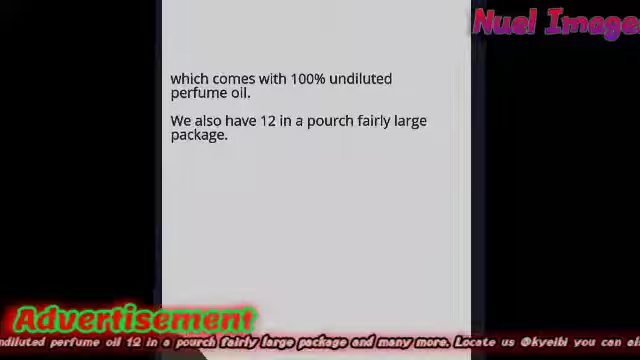 Nuel Image
which comes with 100% undiluted
perfume oil.
We also have 12 in a pourch fairly large
package.
Advertisement
ndiluted perfume oil 12 in a pourch fairly large package and many more. Locate us @kyeibi you can al